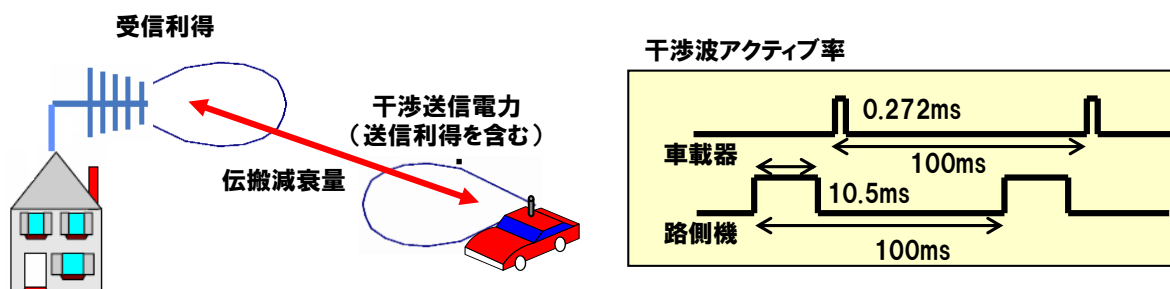 受信利得
干渉送信電力
（送信利得を含む）
伝搬減衰量
干渉波アクティブ率
0.272ms
車載器
100ms
10.5ms
路側機
100ms